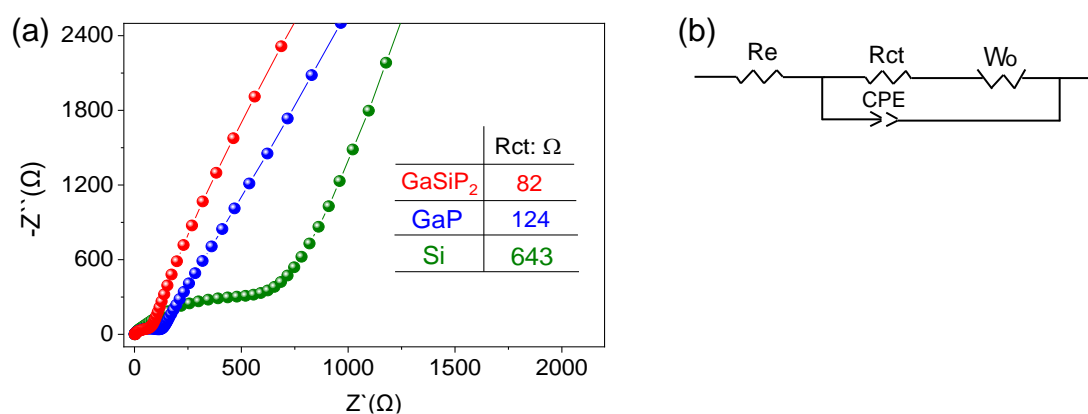 (a)
2400
1800
1200
600
0
-Z``(Ω)
0
500
1000
1500
2000
Z`(Ω)
Rct: Ω
GaSiP₂ 82
GaP 124
Si 643
(b)
Re
Rct
Wo
CPE